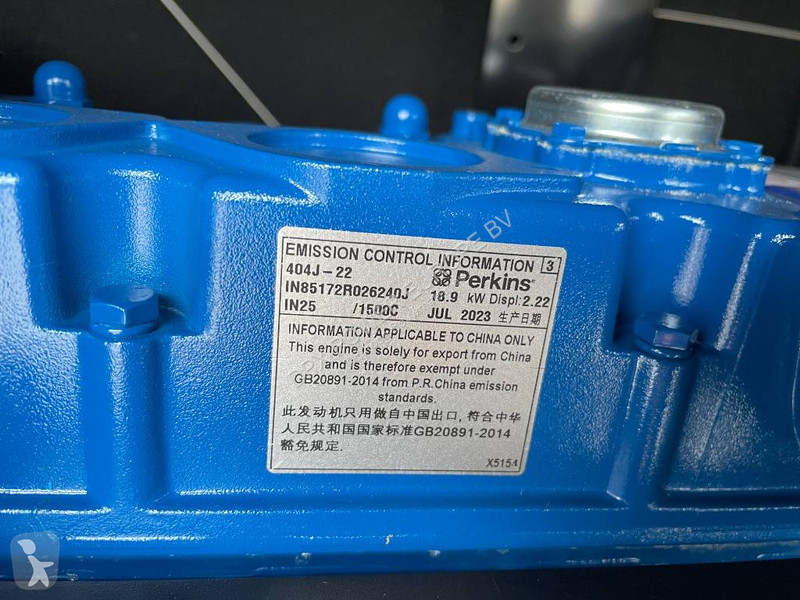 EMISSION CONTROL INFORMATION 3
404J-22 Perkins
IN85172R026240J 18.9 kW Displ:2.22
IN25 /1500C JUL 2023 生产日期
INFORMATION APPLICABLE TO CHINA ONLY
This engine is solely for export from China
and is therefore exempt under
GB20891-2014 from P.R.China emission
standards.
此发动机只用做自中国出口, 符合中华
人民共和国国家标准GB20891-2014
豁免规定.
X5154